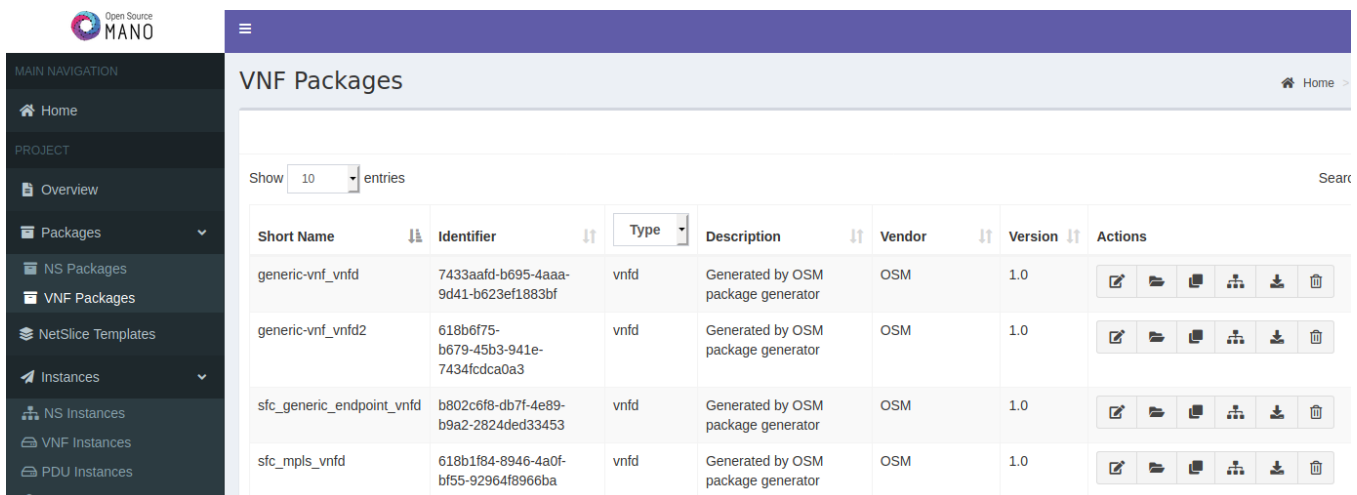 Open Source
MANO
MAIN NAVIGATION
Home
PROJECT
Overview
Packages
NS Packages
VNF Packages
NetSlice Templates
Instances
NS Instances
VNF Instances
PDU Instances
VNF Packages
Home >
Show 10 entries
Searc
Short Name Identifier Type Description Vendor Version Actions
generic-vnf_vnfd 7433aafd-b695-4aaa- vnfd Generated by OSM OSM 1.0
9d41-b623ef1883bf package generator
generic-vnf_vnfd2 618b6f75- vnfd Generated by OSM OSM 1.0
b679-45b3-941e- package generator
7434fcdca0a3
sfc_generic_endpoint_vnfd b802c6f8-db7f-4e89- vnfd Generated by OSM OSM 1.0
b9a2-2824ded33453 package generator
sfc_mpls_vnfd 618b1f84-8946-4a0f- vnfd Generated by OSM OSM 1.0
bf55-92964f8966ba package generator